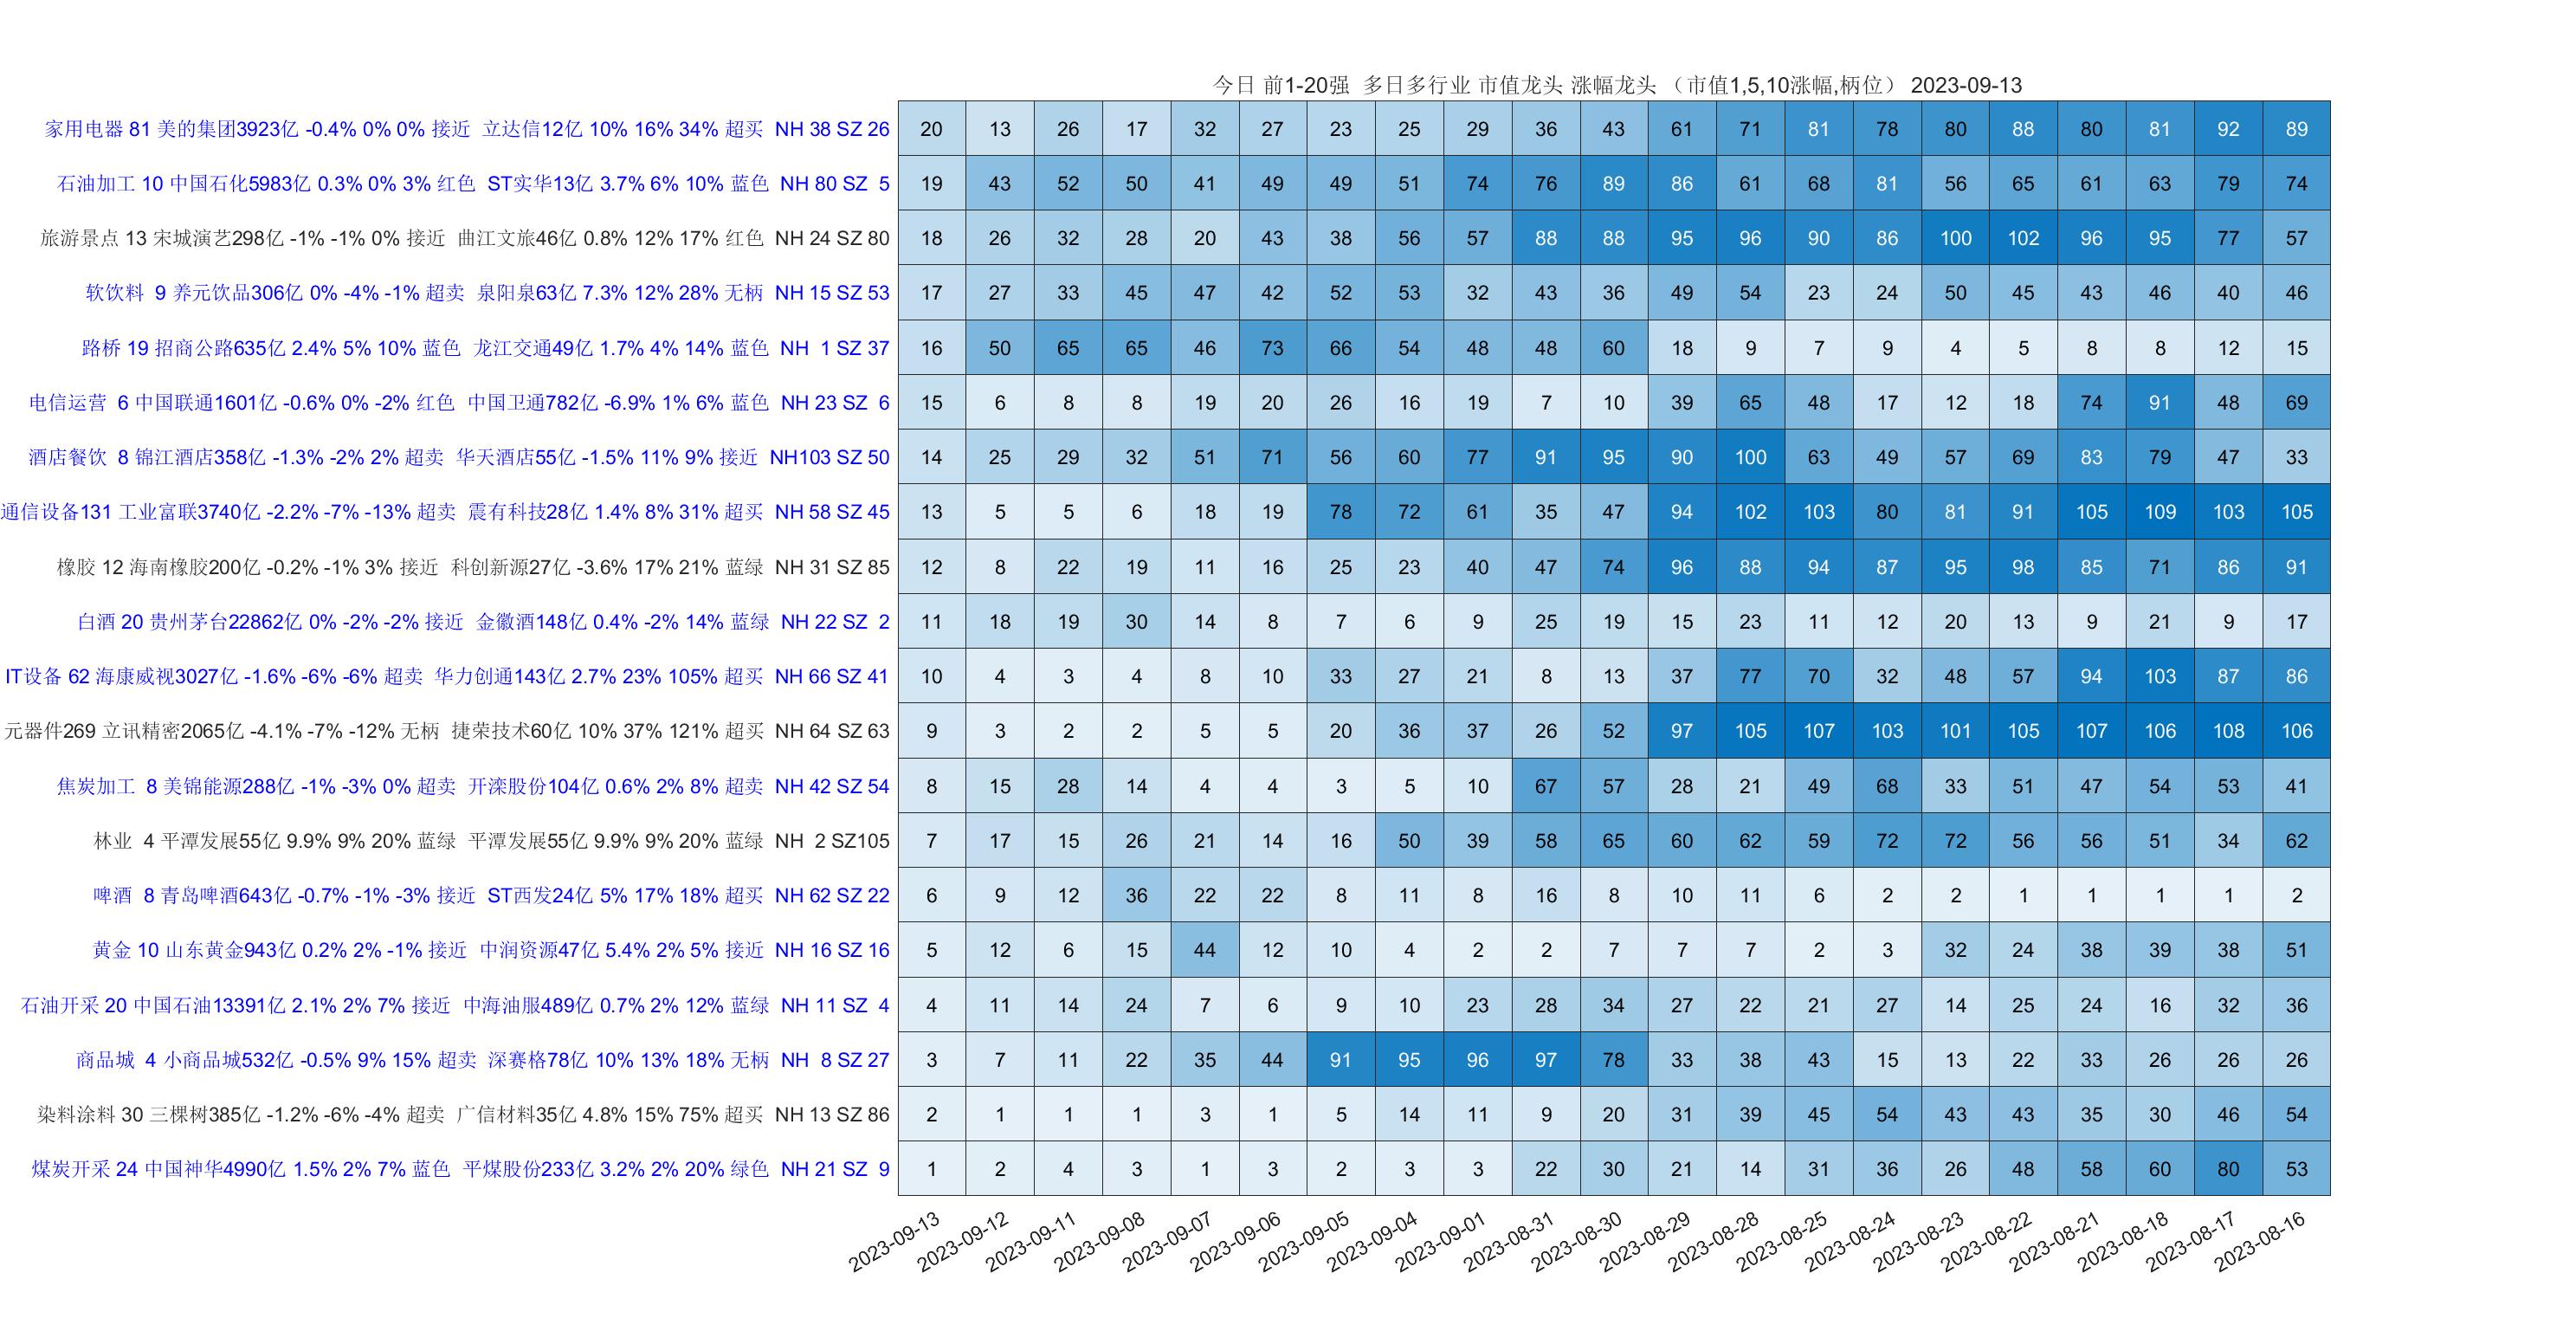 今日 前1-20强 多日多行业 市值龙头 涨幅龙头 （市值1,5,10涨幅,柄位） 2023-09-13
家用电器 81 美的集团3923亿 -0.4% 0% 0% 接近 立达信12亿 10% 16% 34% 超买 NH 38 SZ 26 20 13 26 17 32 27 23 25 29 36 43 61 71 81 78 80 88 80 81 92 89
石油加工 10 中国石化5983亿 0.3% 0% 3% 红色 ST实华13亿 3.7% 6% 10% 蓝色 NH 80 SZ 5 19 43 52 50 41 49 49 51 74 76 89 86 61 68 81 56 65 61 63 79 74
旅游景点 13 宋城演艺298亿 -1% -1% 0% 接近 曲江文旅46亿 0.8% 12% 17% 红色 NH 24 SZ 80 18 26 32 28 20 43 38 56 57 88 88 95 96 90 86 100 102 96 95 77 57
软饮料 9 养元饮品306亿 0% -4% -1% 超卖 泉阳泉63亿 7.3% 12% 28% 无柄 NH 15 SZ 53 17 27 33 45 47 42 52 53 32 43 36 49 54 23 24 50 45 43 46 40 46
路桥 19 招商公路635亿 2.4% 5% 10% 蓝色 龙江交通49亿 1.7% 4% 14% 蓝色 NH 1 SZ 37 16 50 65 65 46 73 66 54 48 48 60 18 9 7 9 4 5 8 8 12 15
电信运营 6 中国联通1601亿 -0.6% 0% -2% 红色 中国卫通782亿 -6.9% 1% 6% 蓝色 NH 23 SZ 6 15 6 8 8 19 20 26 16 19 7 10 39 65 48 17 12 18 74 91 48 69
酒店餐饮 8 锦江酒店358亿 -1.3% -2% 2% 超卖 华天酒店55亿 -1.5% 11% 9% 接近 NH103 SZ 50 14 25 29 32 51 71 56 60 77 91 95 90 100 63 49 57 69 83 79 47 33
通信设备131 工业富联3740亿 -2.2% -7% -13% 超卖 震有科技28亿 1.4% 8% 31% 超买 NH 58 SZ 45 13 5 5 6 18 19 78 72 61 35 47 94 102 103 80 81 91 105 109 103 105
橡胶 12 海南橡胶200亿 -0.2% -1% 3% 接近 科创新源27亿 -3.6% 17% 21% 蓝绿 NH 31 SZ 85 12 8 22 19 11 16 25 23 40 47 74 96 88 94 87 95 98 85 71 86 91
白酒 20 贵州茅台22862亿 0% -2% -2% 接近 金徽酒148亿 0.4% -2% 14% 蓝绿 NH 22 SZ 2 11 18 19 30 14 8 7 6 9 25 19 15 23 11 12 20 13 9 21 9 17
IT设备 62 海康威视3027亿 -1.6% -6% -6% 超卖 华力创通143亿 2.7% 23% 105% 超买 NH 66 SZ 41 10 4 3 4 8 10 33 27 21 8 13 37 77 70 32 48 57 94 103 87 86
元器件269 立讯精密2065亿 -4.1% -7% -12% 无柄 捷荣技术60亿 10% 37% 121% 超买 NH 64 SZ 63 9 3 2 2 5 5 20 36 37 26 52 97 105 107 103 101 105 107 106 108 106
焦炭加工 8 美锦能源288亿 -1% -3% 0% 超卖 开滦股份104亿 0.6% 2% 8% 超卖 NH 42 SZ 54 8 15 28 14 4 4 3 5 10 67 57 28 21 49 68 33 51 47 54 53 41
林业 4 平潭发展55亿 9.9% 9% 20% 蓝绿 平潭发展55亿 9.9% 9% 20% 蓝绿 NH 2 SZ105 7 17 15 26 21 14 16 50 39 58 65 60 62 59 72 72 56 56 51 34 62
啤酒 8 青岛啤酒643亿 -0.7% -1% -3% 接近 ST西发24亿 5% 17% 18% 超买 NH 62 SZ 22 6 9 12 36 22 22 8 11 8 16 8 10 11 6 2 2 1 1 1 1 2
黄金 10 山东黄金943亿 0.2% 2% -1% 接近 中润资源47亿 5.4% 2% 5% 接近 NH 16 SZ 16 5 12 6 15 44 12 10 4 2 2 7 7 7 2 3 32 24 38 39 38 51
石油开采 20 中国石油13391亿 2.1% 2% 7% 接近 中海油服489亿 0.7% 2% 12% 蓝绿 NH 11 SZ 4 4 11 14 24 7 6 9 10 23 28 34 27 22 21 27 14 25 24 16 32 36
商品城 4 小商品城532亿 -0.5% 9% 15% 超卖 深赛格78亿 10% 13% 18% 无柄 NH 8 SZ 27 3 7 11 22 35 44 91 95 96 97 78 33 38 43 15 13 22 33 26 26 26
染料涂料 30 三棵树385亿 -1.2% -6% -4% 超卖 广信材料35亿 4.8% 15% 75% 超买 NH 13 SZ 86 2 1 1 1 3 1 5 14 11 9 20 31 39 45 54 43 43 35 30 46 54
煤炭开采 24 中国神华4990亿 1.5% 2% 7% 蓝色 平煤股份233亿 3.2% 2% 20% 绿色 NH 21 SZ 9 1 2 4 3 1 3 2 3 3 22 30 21 14 31 36 26 48 58 60 80 53
2023-09-13 2023-09-12 2023-09-11 2023-09-08 2023-09-07 2023-09-06 2023-09-05 2023-09-04 2023-09-01 2023-08-31 2023-08-30 2023-08-29 2023-08-28 2023-08-25 2023-08-24 2023-08-23 2023-08-22 2023-08-21 2023-08-18 2023-08-17 2023-08-16